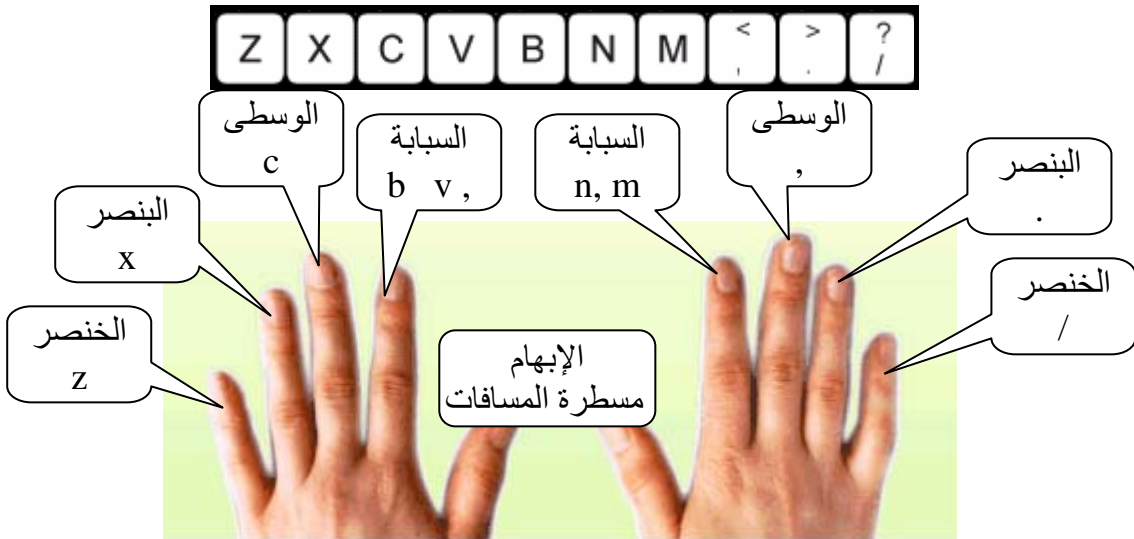 Z X C V B N M < , > . ? /
الوسطى
c
السبابة
b v ,
السبابة
n, m
الوسطى
,
البنصر
.
البنصر
x
الخنصر
/
الخنصر
z
الإبهام
مسطرة المسافات